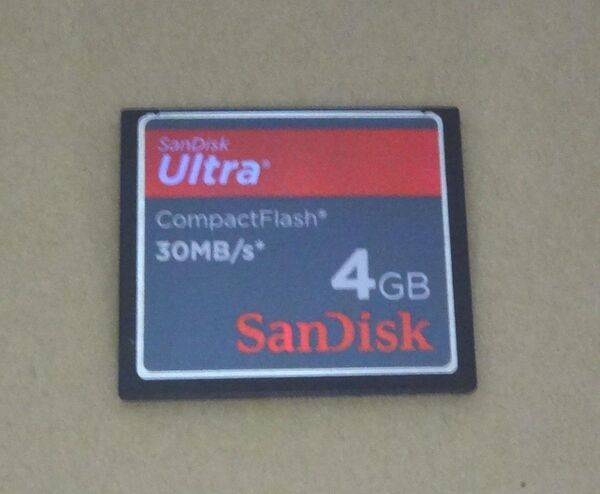 SanDisk
Ultra®
CompactFlash®
30MB/s*
4GB
SanDisk